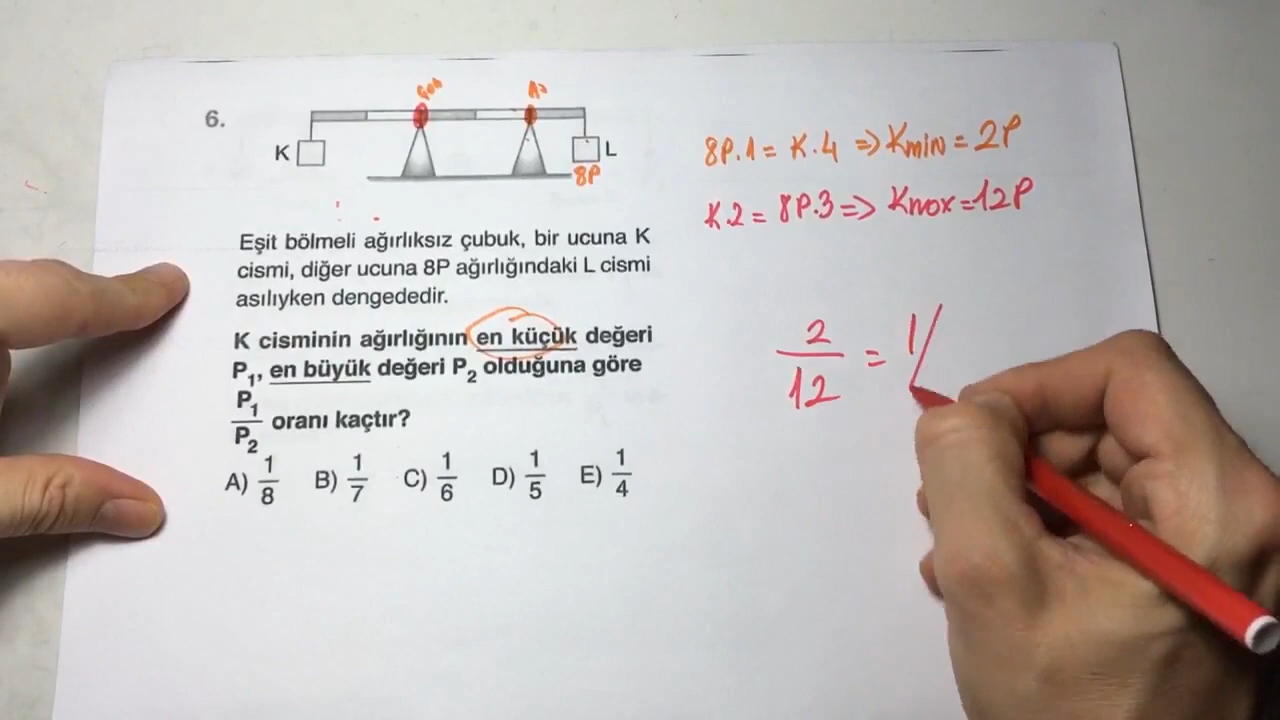 6.
K
L
8P
Eşit bölmeli ağırlıksız çubuk, bir ucuna K
cismi, diğer ucuna 8P ağırlığındaki L cismi
asılıyken dengededir.
K cisminin ağırlığının en küçük değeri
P₁, en büyük değeri P₂ olduğuna göre
P₁/P₂ oranı kaçtır?
A) 1/8 B) 1/7 C) 1/6 D) 1/5 E) 1/4
8P.1 = K.4 => Kmin = 2P
K.2 = 8P.3 => Kmax = 12P
2/12 = 1/